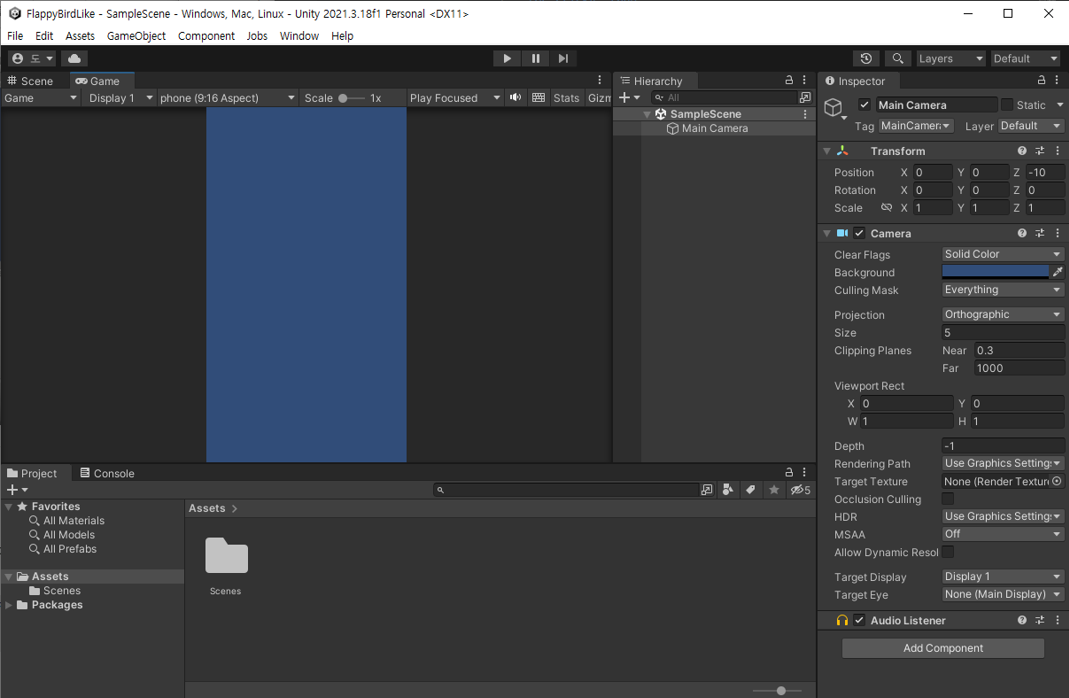 FlappyBirdLike - SampleScene - Windows, Mac, Linux - Unity 2021.3.18f1 Personal <DX11>
File Edit Assets GameObject Component Jobs Window Help
도 Layers Default
Scene Game
Game Display 1 phone (9:16 Aspect) Scale 1x Play Focused Stats Gizm
Hierarchy
All
SampleScene
Main Camera
Inspector
Main Camera Static
Tag MainCamera Layer Default
Transform
Position X 0 Y 0 Z -10
Rotation X 0 Y 0 Z 0
Scale X 1 Y 1 Z 1
Camera
Clear Flags Solid Color
Background
Culling Mask Everything
Projection Orthographic
Size 5
Clipping Planes Near 0.3
Far 1000
Viewport Rect
X 0 Y 0
W 1 H 1
Depth -1
Rendering Path Use Graphics Settings
Target Texture None (Render Texture
Occlusion Culling
HDR Use Graphics Settings
MSAA Off
Allow Dynamic Resol
Target Display Display 1
Target Eye None (Main Display)
Audio Listener
Add Component
Project Console
5
Favorites
All Materials
All Models
All Prefabs
Assets
Scenes
Packages
Assets >
Scenes